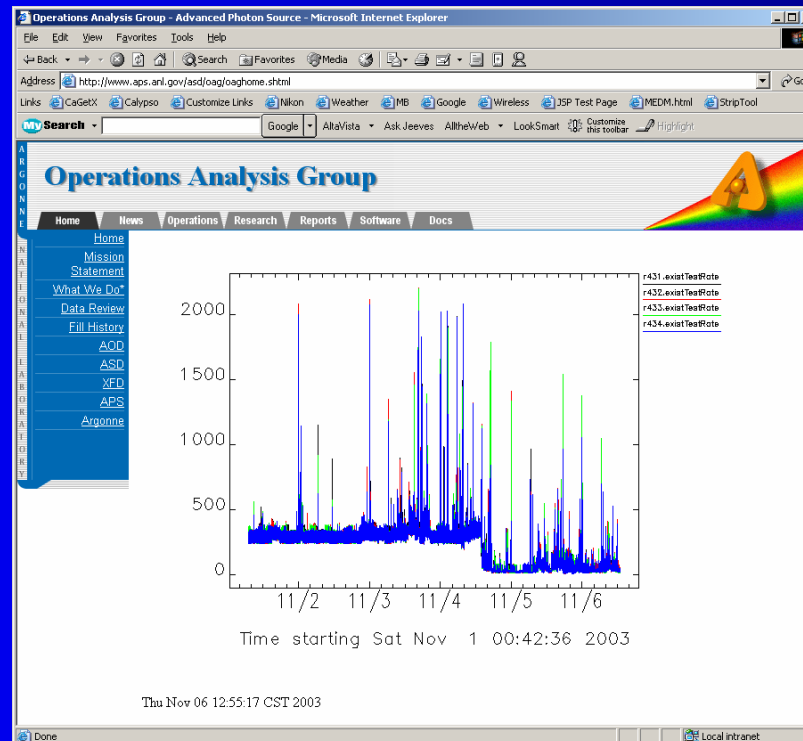 Operations Analysis Group - Advanced Photon Source - Microsoft Internet Explorer
File Edit View Favorites Tools Help
Back Search Favorites Media
Address http://www.aps.anl.gov/asd/oag/oaghome.shtml Go
Links CaGetX Calypso Customize Links Nikon Weather MB Google Wireless JSP Test Page MEDM.html StripTool
My Search Google AltaVista Ask Jeeves AlltheWeb LookSmart Customize this toolbar Highlight
ARGONNE NATIONAL LABORATORY
Operations Analysis Group
Home News Operations Research Reports Software Docs
Home
Mission
Statement
What We Do*
Data Review
Fill History
AOD
ASD
XFD
APS
Argonne
r431.existTestRate
r432.existTestRate
r433.existTestRate
r434.existTestRate
2000
1500
1000
500
0
11/2 11/3 11/4 11/5 11/6
Time starting Sat Nov 1 00:42:36 2003
Thu Nov 06 12:55:17 CST 2003
Done Local intranet